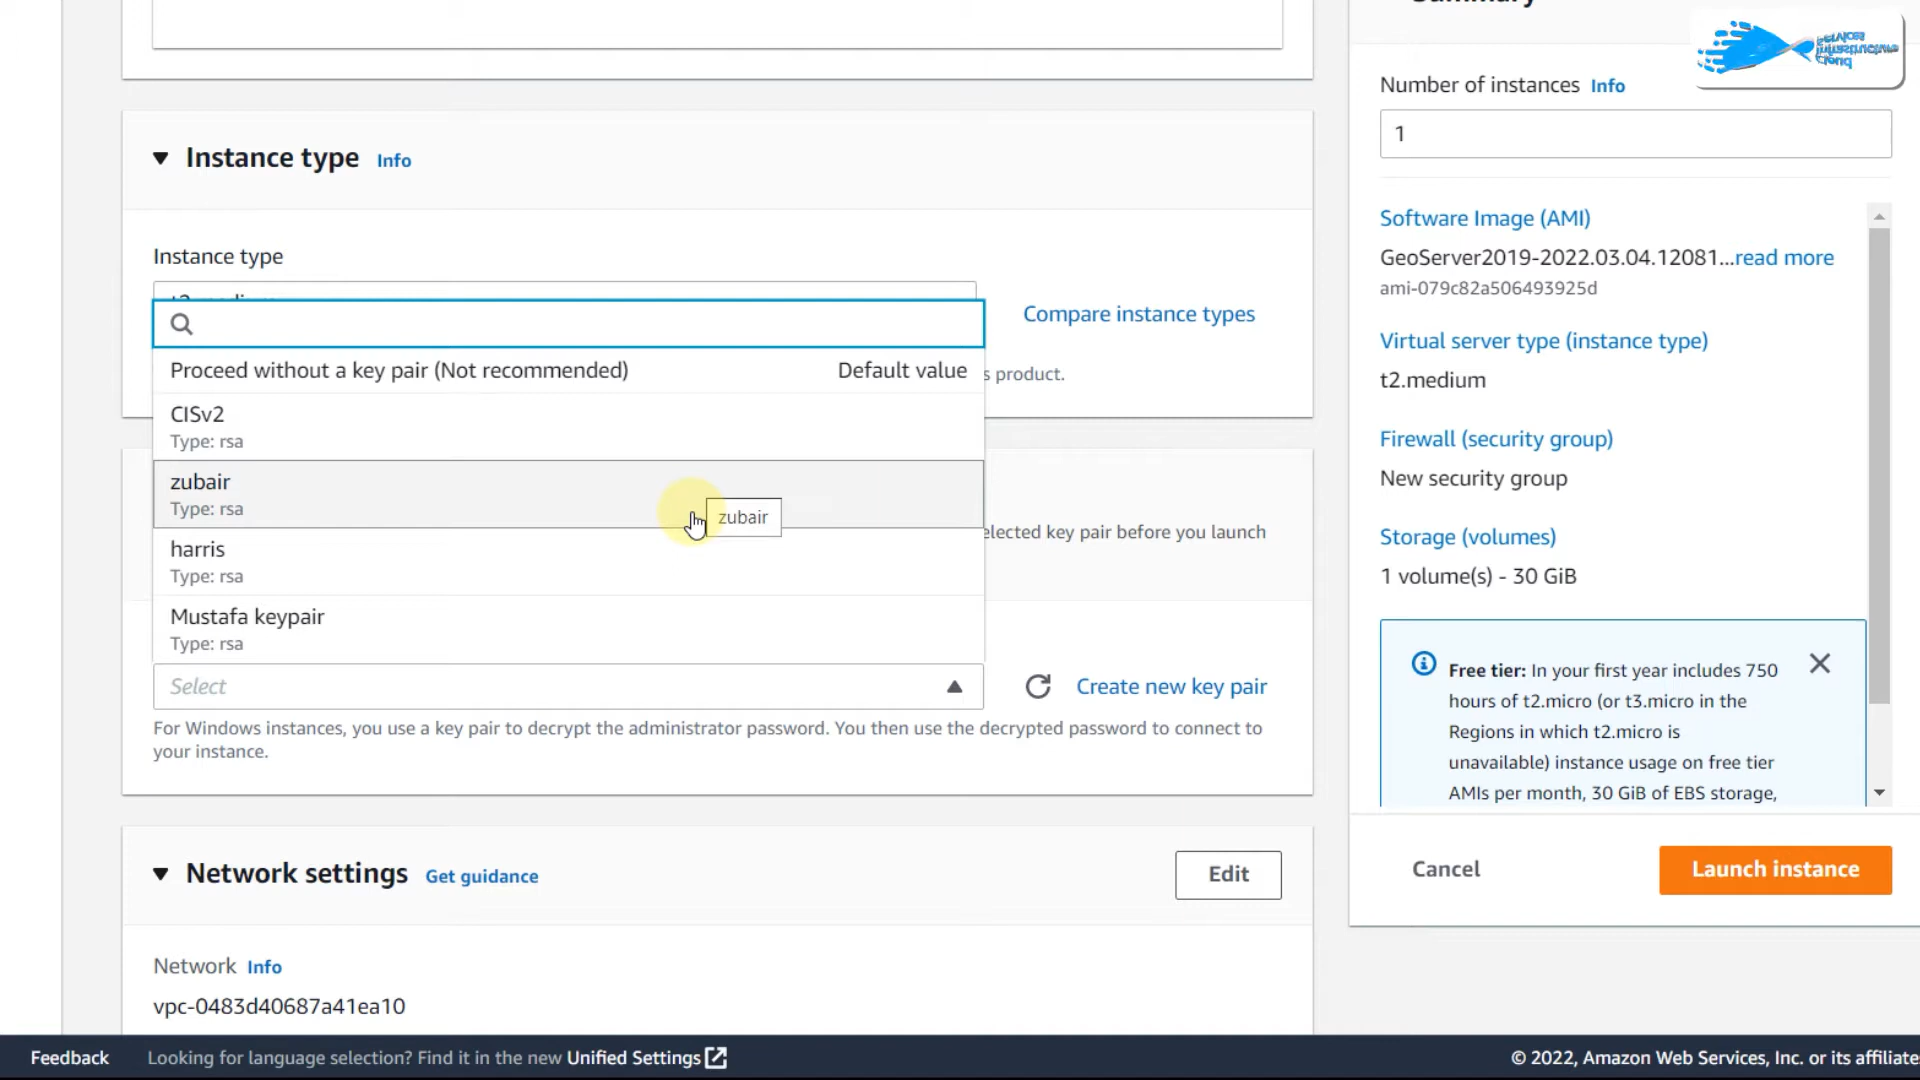 Number of instances Info
1
Services
Infrastructure
Cloud
Instance type Info
Instance type
Compare instance types
s product.
Proceed without a key pair (Not recommended) Default value
CISv2
Type: rsa
zubair
Type: rsa
zubair
harris
Type: rsa
Mustafa keypair
Type: rsa
elected key pair before you launch
Select
Create new key pair
For Windows instances, you use a key pair to decrypt the administrator password. You then use the decrypted password to connect to
your instance.
Network settings Get guidance
Edit
Network Info
vpc-0483d40687a41ea10
Software Image (AMI)
GeoServer2019-2022.03.04.12081...read more
ami-079c82a506493925d
Virtual server type (instance type)
t2.medium
Firewall (security group)
New security group
Storage (volumes)
1 volume(s) - 30 GiB
Free tier: In your first year includes 750
hours of t2.micro (or t3.micro in the
Regions in which t2.micro is
unavailable) instance usage on free tier
AMIs per month, 30 GiB of EBS storage,
Cancel
Launch instance
Feedback
Looking for language selection? Find it in the new Unified Settings
© 2022, Amazon Web Services, Inc. or its affiliates